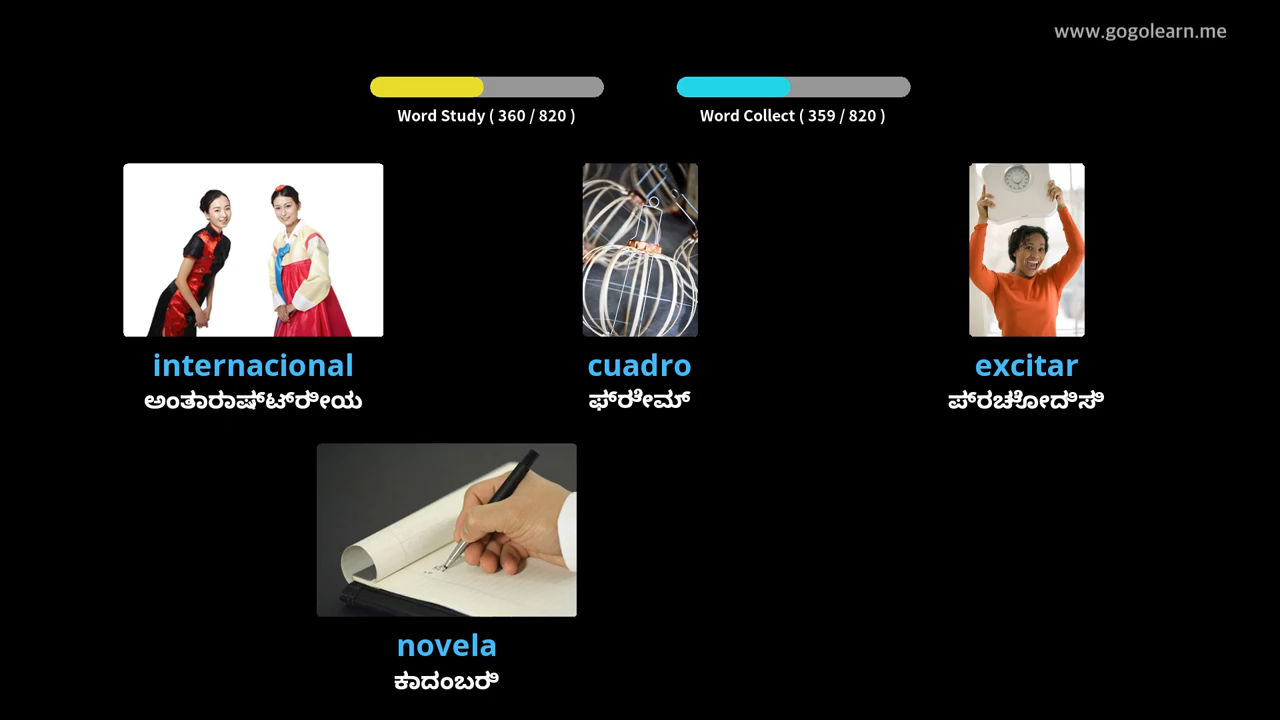 www.gogolearn.me
Word Study ( 360 / 820 )
Word Collect ( 359 / 820 )
internacional
ಅಂತಾರಾಷ್ಟ್ರೀಯ
cuadro
ಫ್ರೇಮ್
excitar
ಪ್ರಚೋದಿಸಿ
novela
ಕಾದಂಬರಿ